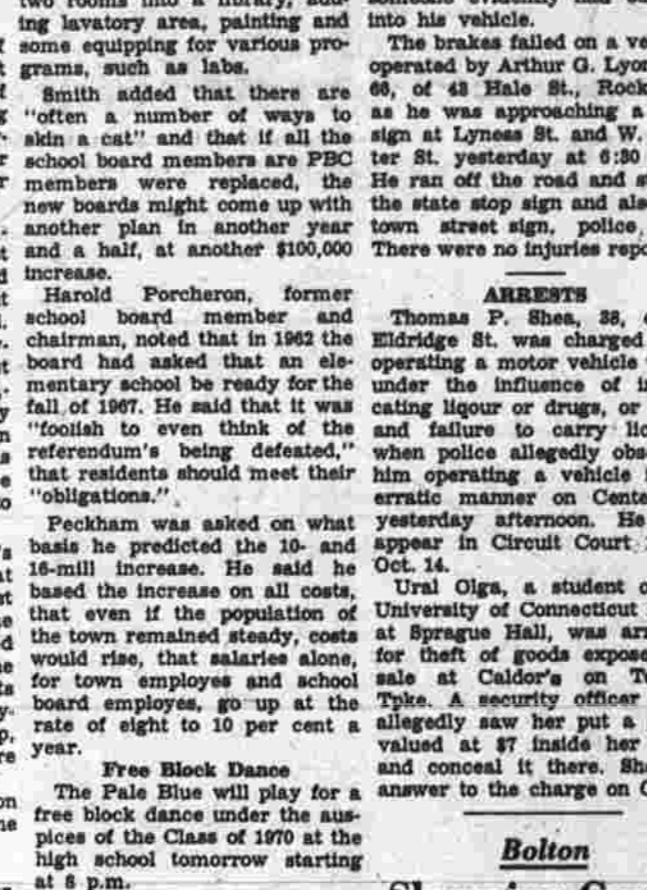 two rooms into a library, add-
ing lavatory area, painting and
some equipping for various pro-
grams, such as labs.
Smith added that there are
"often a number of ways to
skin a cat" and that if all the
school board members are PBC
members were replaced, the
new boards might come up with
another plan in another year
and a half, at another $100,000
increase.
Harold Porcheron, former
school board member and
chairman, noted that in 1962 the
board had asked that an ele-
mentary school be ready for the
fall of 1967. He said that it was
"foolish to even think of the
referendum's being defeated,"
that residents should meet their
"obligations."
Peckham was asked on what
basis he predicted the 10- and
16-mill increase. He said he
based the increase on all costs,
that even if the population of
the town remained steady, costs
would rise, that salaries alone,
for town employes and school
board employes, go up at the
rate of eight to 10 per cent a
year.
Free Block Dance
The Pale Blue will play for a
free block dance under the aus-
pices of the Class of 1970 at the
high school tomorrow starting
at 8 p.m.
someone evidently had
into his vehicle.
The brakes failed on a ve
operated by Arthur G. Lyon
66, of 43 Hale St., Rock
as he was approaching a
sign at Lyness St. and W.
ter St. yesterday at 6:30
He ran off the road and s
the state stop sign and als
town street sign, police,
There were no injuries repo
ARRESTS
Thomas P. Shea, 38,
Eldridge St. was charged
operating a motor vehicle
under the influence of i
cating liqour or drugs, or
and failure to carry lic
when police allegedly obs
him operating a vehicle
erratic manner on Cente
yesterday afternoon. He
appear in Circuit Court
Oct. 14.
Ural Olga, a student
University of Connecticut
at Sprague Hall, was arr
for theft of goods expose
sale at Caldor's on T
Tpke. A security officer
allegedly saw her put a
valued at $7 inside her
and conceal it there. She
answer to the charge on
Bolton